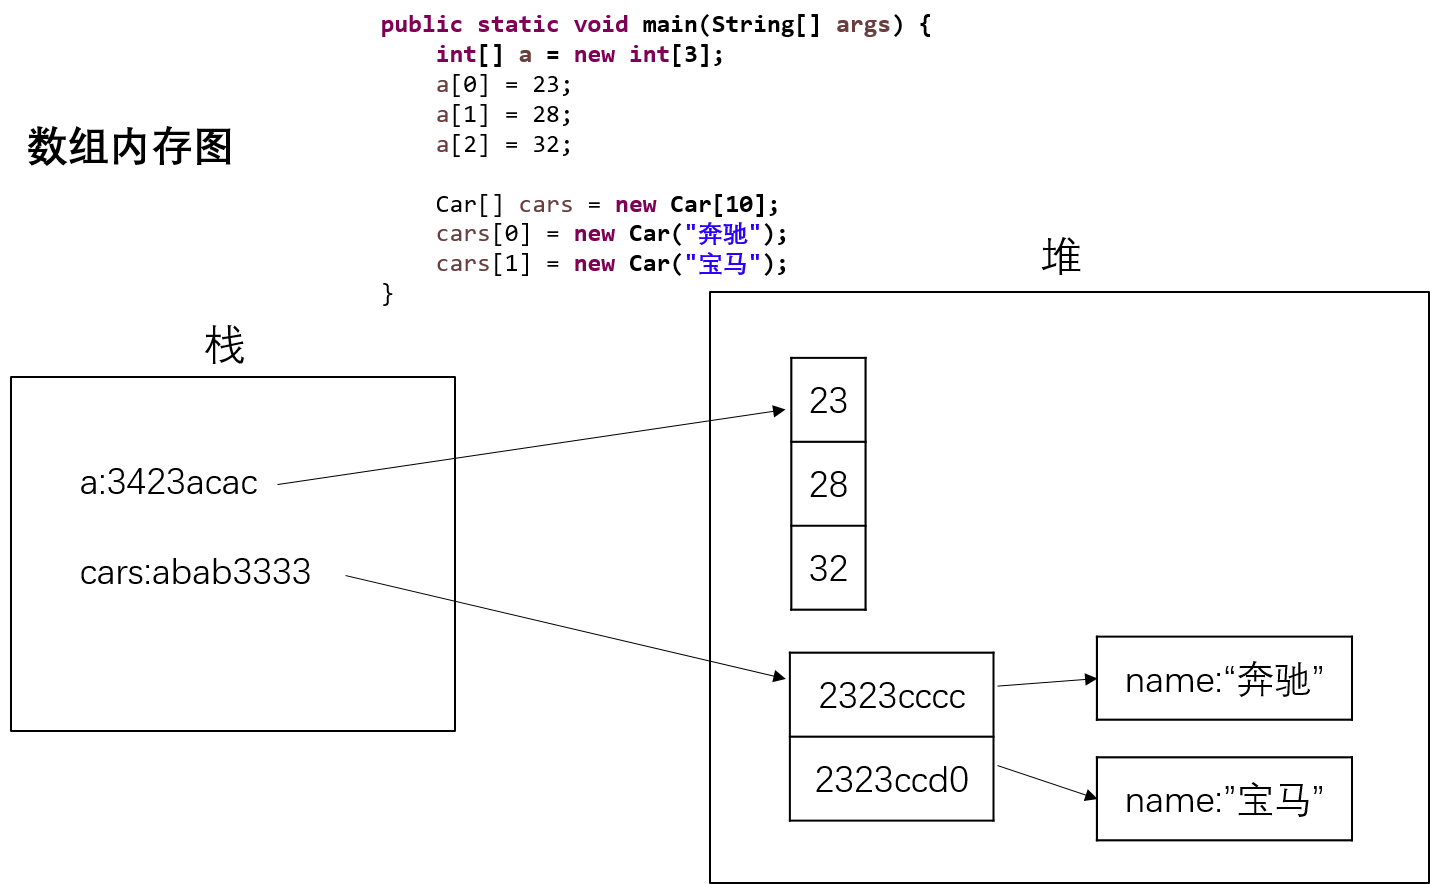 public static void main(String[] args) {
int[] a = new int[3];
a[0] = 23;
a[1] = 28;
a[2] = 32;
数组内存图
Car[] cars = new Car[10];
cars[0] = new Car("奔驰");
cars[1] = new Car("宝马");
}
堆
栈
a:3423acac
cars:abab3333
23
28
32
2323cccc
2323ccd0
name:“奔驰”
name:”宝马”